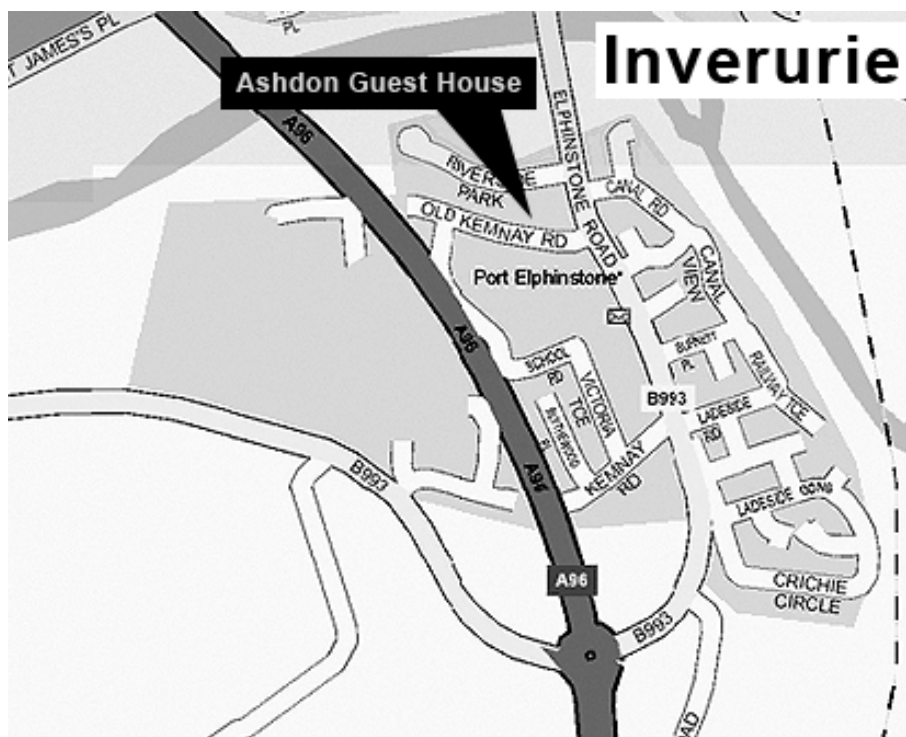 T JAMES'S PL
PL
Inverurie
Ashdon Guest House
A96
ELPHINSTONE ROAD
PARK
CANAL RD
OLD KEMNAY RD
CANAL
VIEW
Port Elphinstone
A96
BURNETT
PL
SCHOOL
RD
VICTORIA
TCE
RAILWAY TCE
B993
LADESIDE
RD
KEMNAY
RD
A96
B993
LADESIDE
A96
CRICHIE
CIRCLE
B993
AD